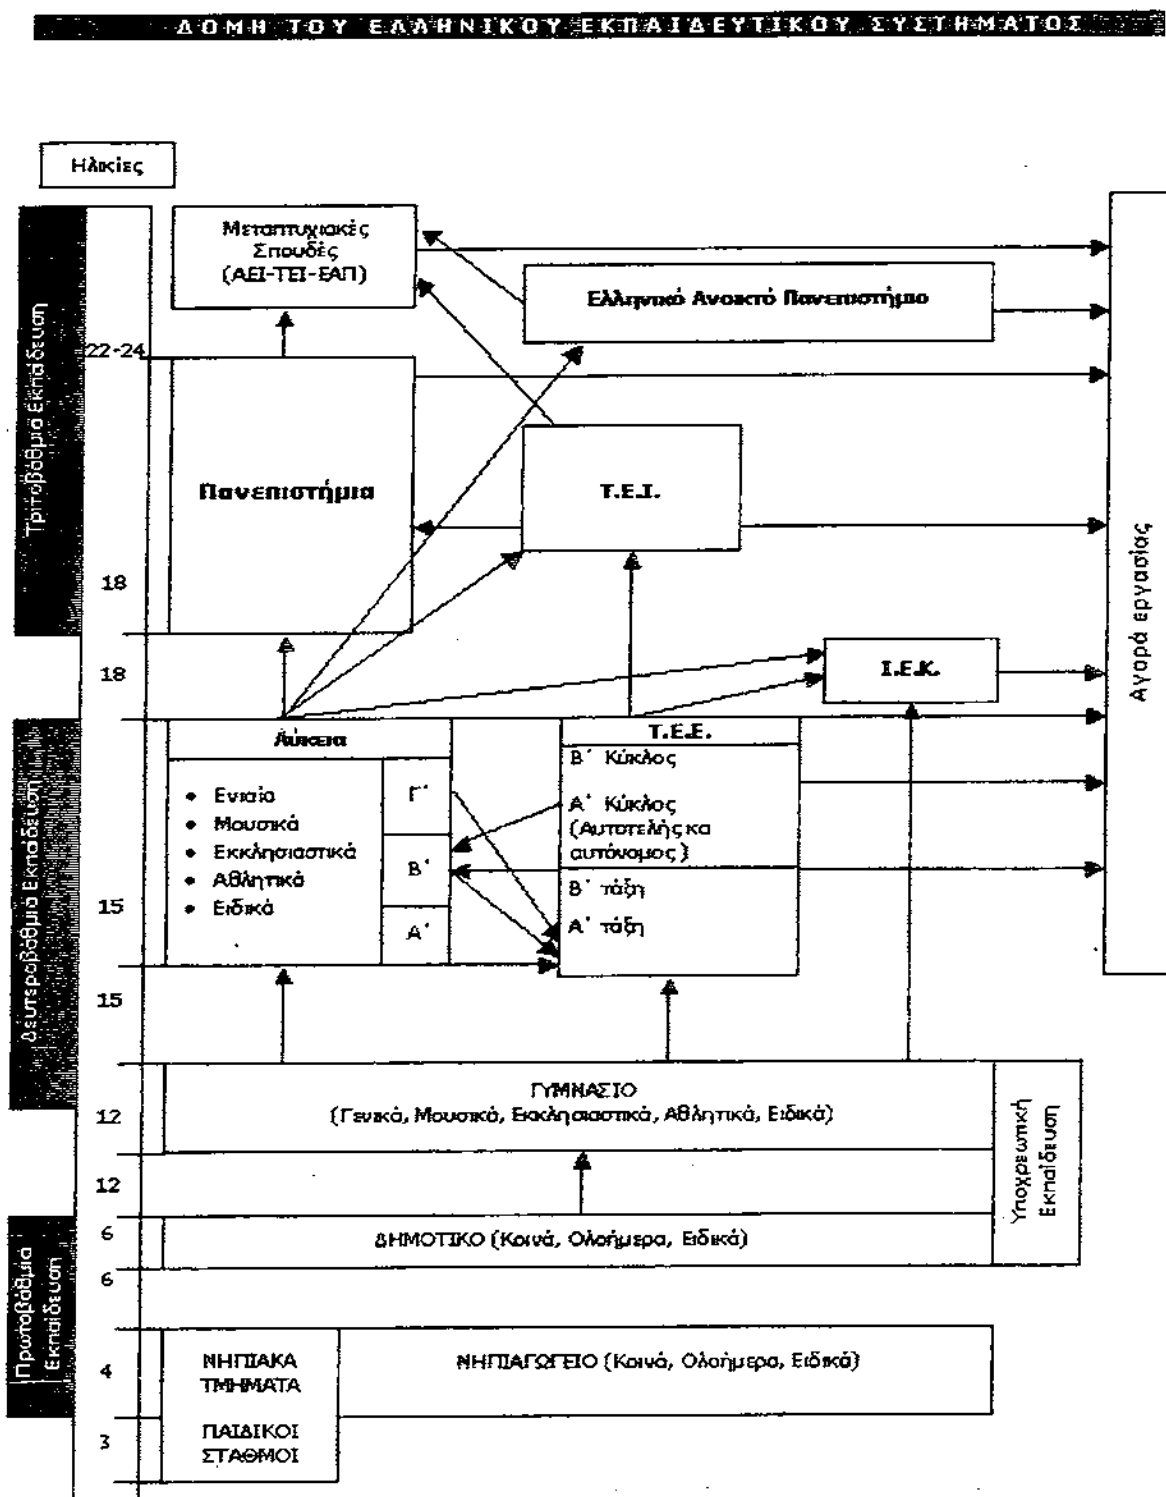 ΔΟΜΗ ΤΟΥ ΕΛΛΗΝΙΚΟΥ ΕΚΠΑΙΔΕΥΤΙΚΟΥ ΣΥΣΤΗΜΑΤΟΣ
Ηλικίες
Μεταπτυχιακές
Σπουδές
(ΑΕΙ-ΤΕΙ-ΕΑΠ)
Ελληνικό Ανοικτό Πανεπιστήμιο
22-24
Τριτοβάθμια Εκπαίδευση
Πανεπιστήμια
Τ.Ε.Ι.
18
Αγορά εργασίας
18
Ι.Ε.Κ.
Λύκεια
Τ.Ε.Ε.
Β΄ Κύκλος
Δευτεροβάθμια Εκπαίδευση
• Ενιαία
• Μουσικά
• Εκκλησιαστικά
• Αθλητικά
• Ειδικά
Γ΄
Β΄
Α΄
Α΄ Κύκλος
(Αυτοτελής κα
αυτόνομος)
Β΄ τάξη
Α΄ τάξη
15
15
ΓΥΜΝΑΣΙΟ
(Γενικά, Μουσικά, Εκκλησιαστικά, Αθλητικά, Ειδικά)
12
Υποχρεωτική
Εκπαίδευση
12
6
ΔΗΜΟΤΙΚΟ (Κοινά, Ολοήμερα, Ειδικά)
6
Πρωτοβάθμια
Εκπαίδευση
4
ΝΗΠΙΑΚΑ
ΤΜΗΜΑΤΑ
ΝΗΠΙΑΓΩΓΕΙΟ (Κοινά, Ολοήμερα, Ειδικά)
3
ΠΑΙΔΙΚΟΙ
ΣΤΑΘΜΟΙ